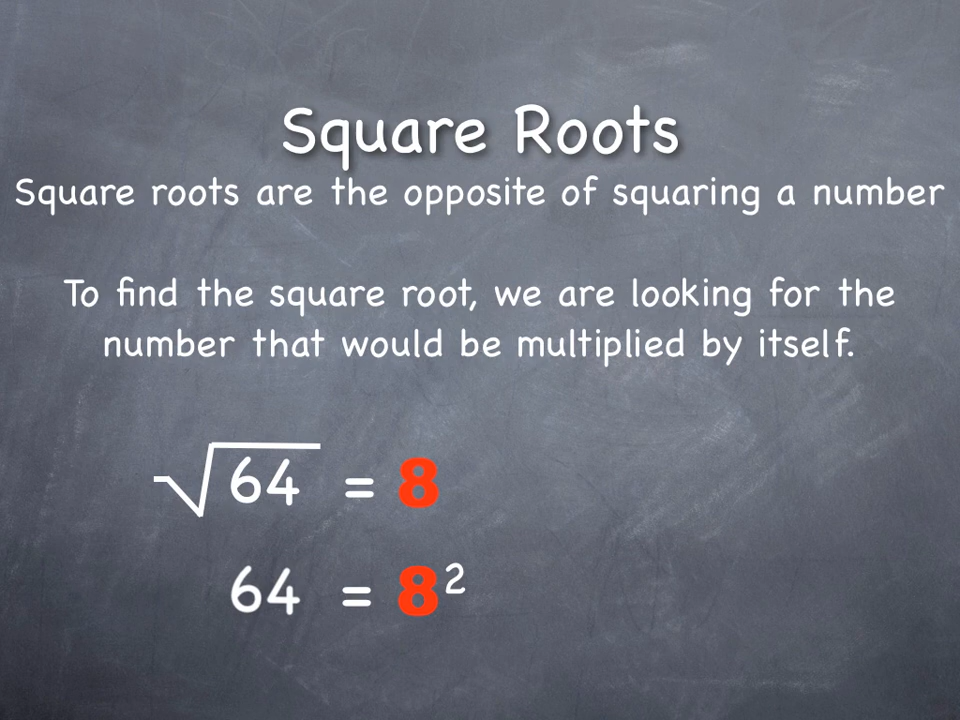 Square Roots
Square roots are the opposite of squaring a number
To find the square root, we are looking for the
number that would be multiplied by itself.
√64 = 8
64 = 8²